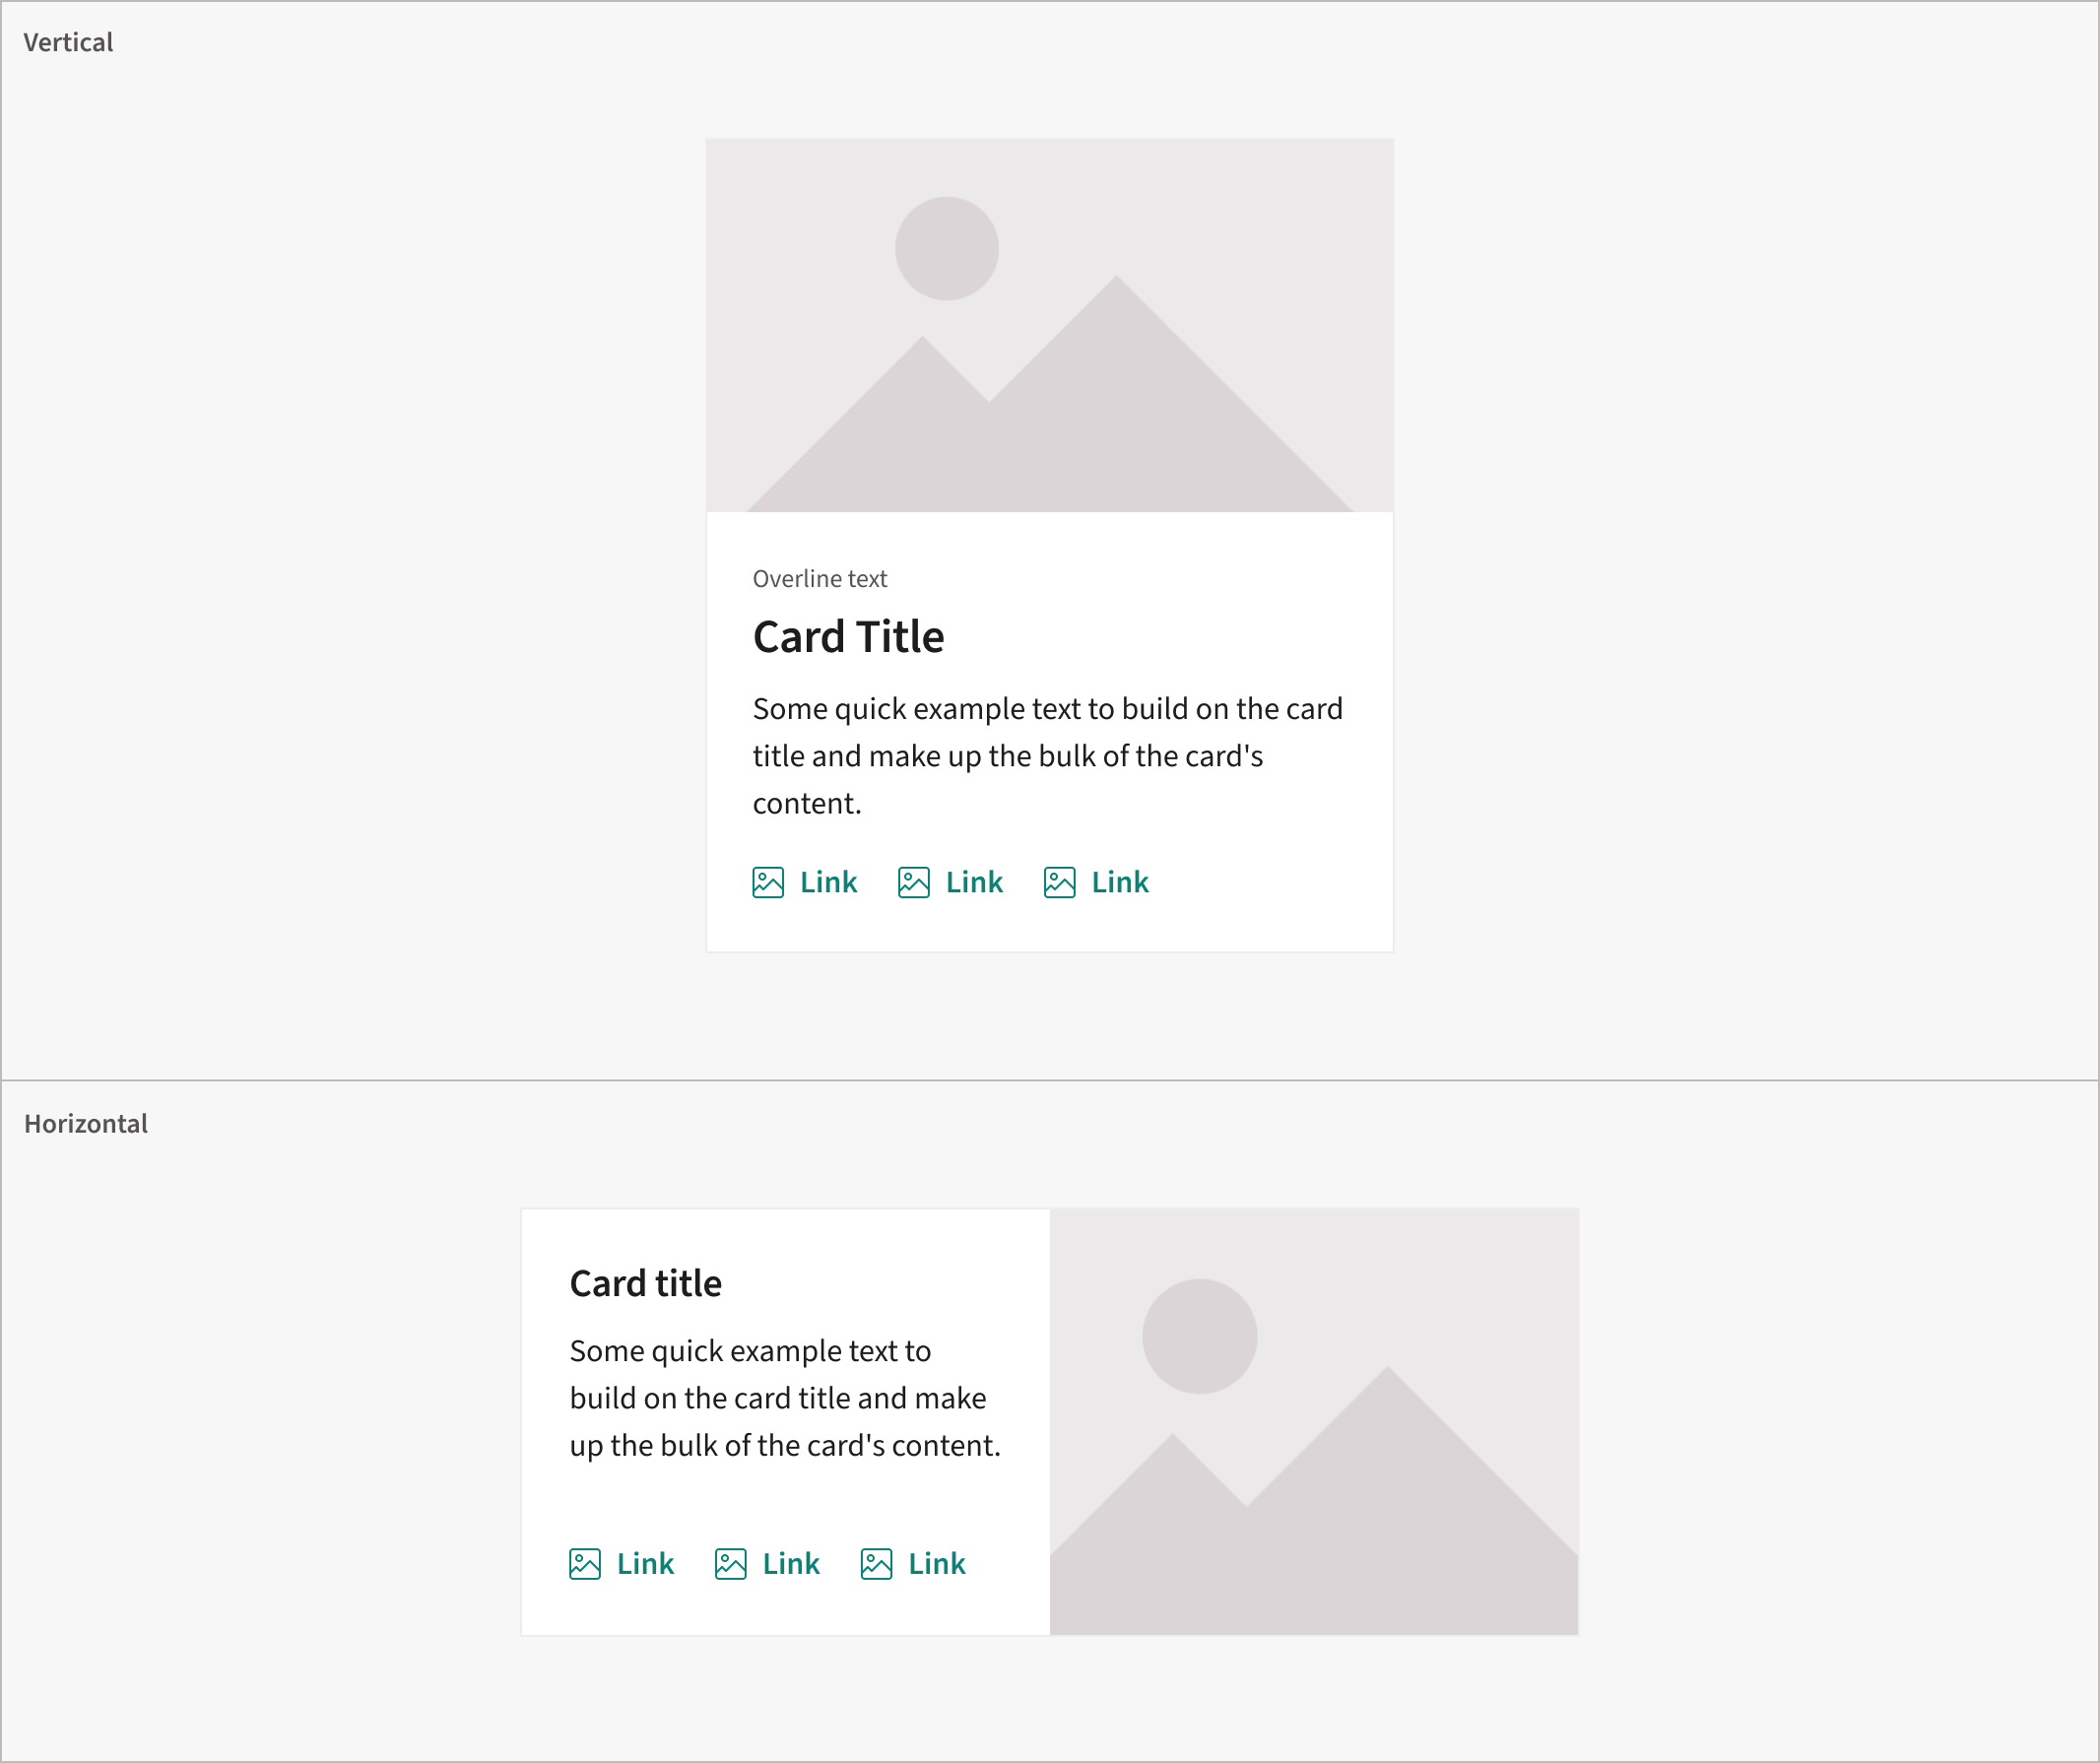 Vertical
Overline text
Card Title
Some quick example text to build on the card
title and make up the bulk of the card's
content.
Link Link Link
Horizontal
Card title
Some quick example text to
build on the card title and make
up the bulk of the card's content.
Link Link Link